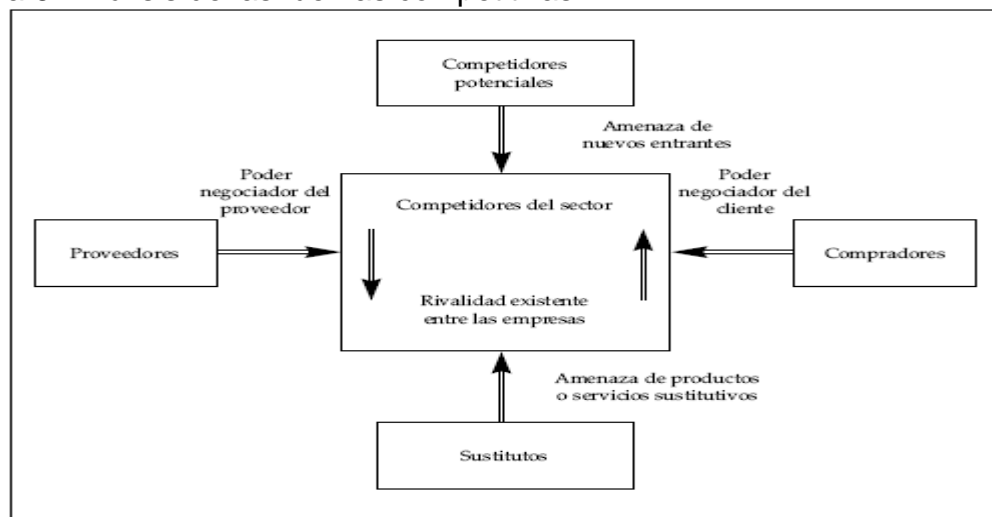 Competidores
potenciales
Amenaza de
nuevos entrantes
Poder
negociador del
proveedor
Poder
negociador del
cliente
Competidores del sector
Proveedores
Compradores
Rivalidad existente
entre las empresas
Amenaza de productos
o servicios sustitutivos
Sustitutos